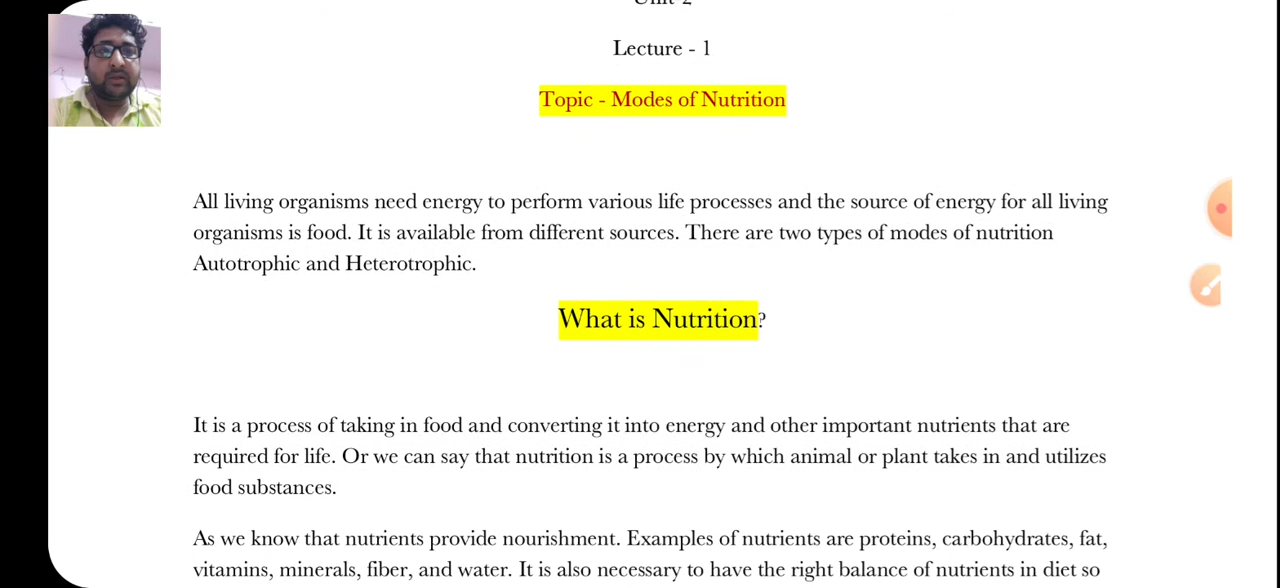 Unit 2
Lecture - 1
Topic - Modes of Nutrition
All living organisms need energy to perform various life processes and the source of energy for all living
organisms is food. It is available from different sources. There are two types of modes of nutrition
Autotrophic and Heterotrophic.
What is Nutrition?
It is a process of taking in food and converting it into energy and other important nutrients that are
required for life. Or we can say that nutrition is a process by which animal or plant takes in and utilizes
food substances.
As we know that nutrients provide nourishment. Examples of nutrients are proteins, carbohydrates, fat,
vitamins, minerals, fiber, and water. It is also necessary to have the right balance of nutrients in diet so